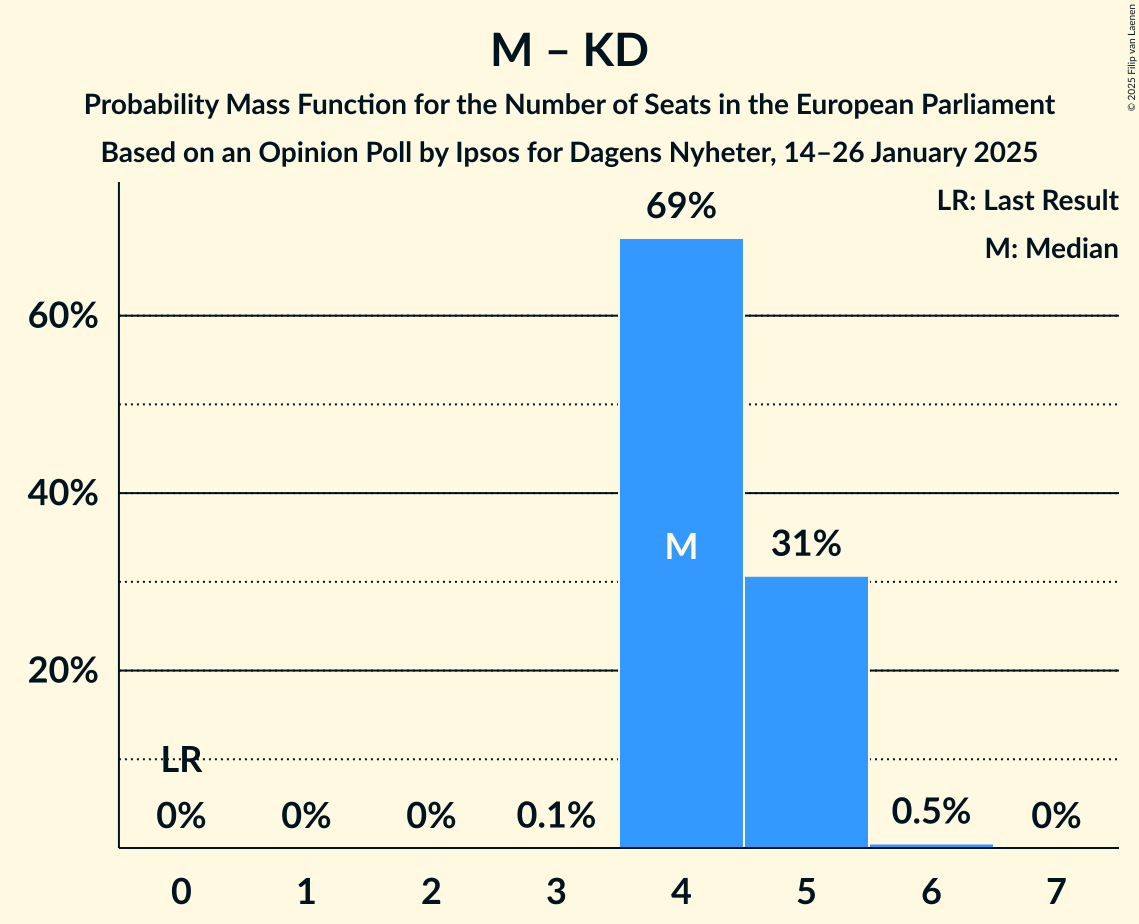 M – KD
Probability Mass Function for the Number of Seats in the European Parliament
Based on an Opinion Poll by Ipsos for Dagens Nyheter, 14–26 January 2025
© 2025 Filip van Laenen
LR: Last Result
M: Median
69%
60%
40%
M
31%
20%
LR
0%
0%
0%
0.1%
0.5%
0%
0
1
2
3
4
5
6
7